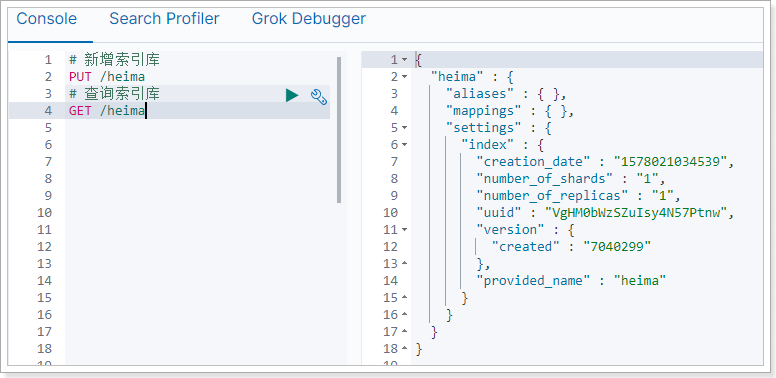 Console Search Profiler Grok Debugger
1 # 新增索引库
2 PUT /heima
3 # 查询索引库
4 GET /heima
5
6
7
8
9
10
11
12
13
14
15
16
17
18
1 {
2 "heima" : {
3 "aliases" : { },
4 "mappings" : { },
5 "settings" : {
6 "index" : {
7 "creation_date" : "1578021034539",
8 "number_of_shards" : "1",
9 "number_of_replicas" : "1",
10 "uuid" : "VgHM0bWzSZuIsy4N57Ptnw",
11 "version" : {
12 "created" : "7040299"
13 },
14 "provided_name" : "heima"
15 }
16 }
17 }
18 }